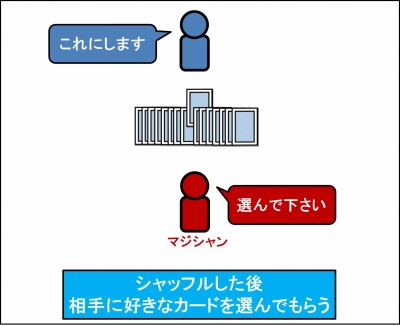 これにします
選んで下さい
マジシャン
シャッフルした後
相手に好きなカードを選んでもらう